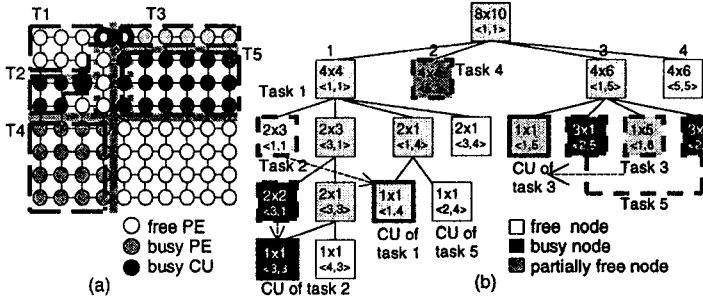 T1
T3
T5
T2
T4
free PE
busy PE
busy CU
(a)
8x10
<1,1>
1
2
3
4
4x4
<1,1>
Task 4
4x6
<1,5>
4x6
<5,5>
Task 1
2x3
<1,1
2x3
<3,1>
2x1
<1,4>
2x1
<3,4>
1x1
<1,5
3x1
<2,5
1x5
<1,6
Task 2
CU of
task 3
Task 3
Task 5
2x2
<3,1
2x1
<3,3>
1x1
<1,4
1x1
<2,4>
CU of
task 1
CU of
task 5
1x1
<3,3
1x1
<4,3>
CU of task 2
(b)
free node
busy node
partially free node